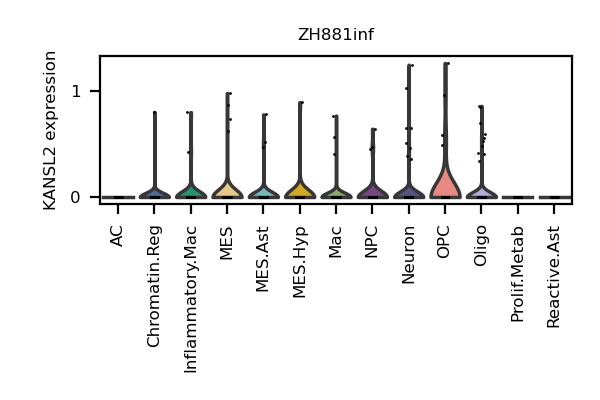 ZH881inf
KANSL2 expression
1
0
AC
Chromatin.Reg
Inflammatory.Mac
MES
MES.Ast
MES.Hyp
Mac
NPC
Neuron
OPC
Oligo
Prolif.Metab
Reactive.Ast